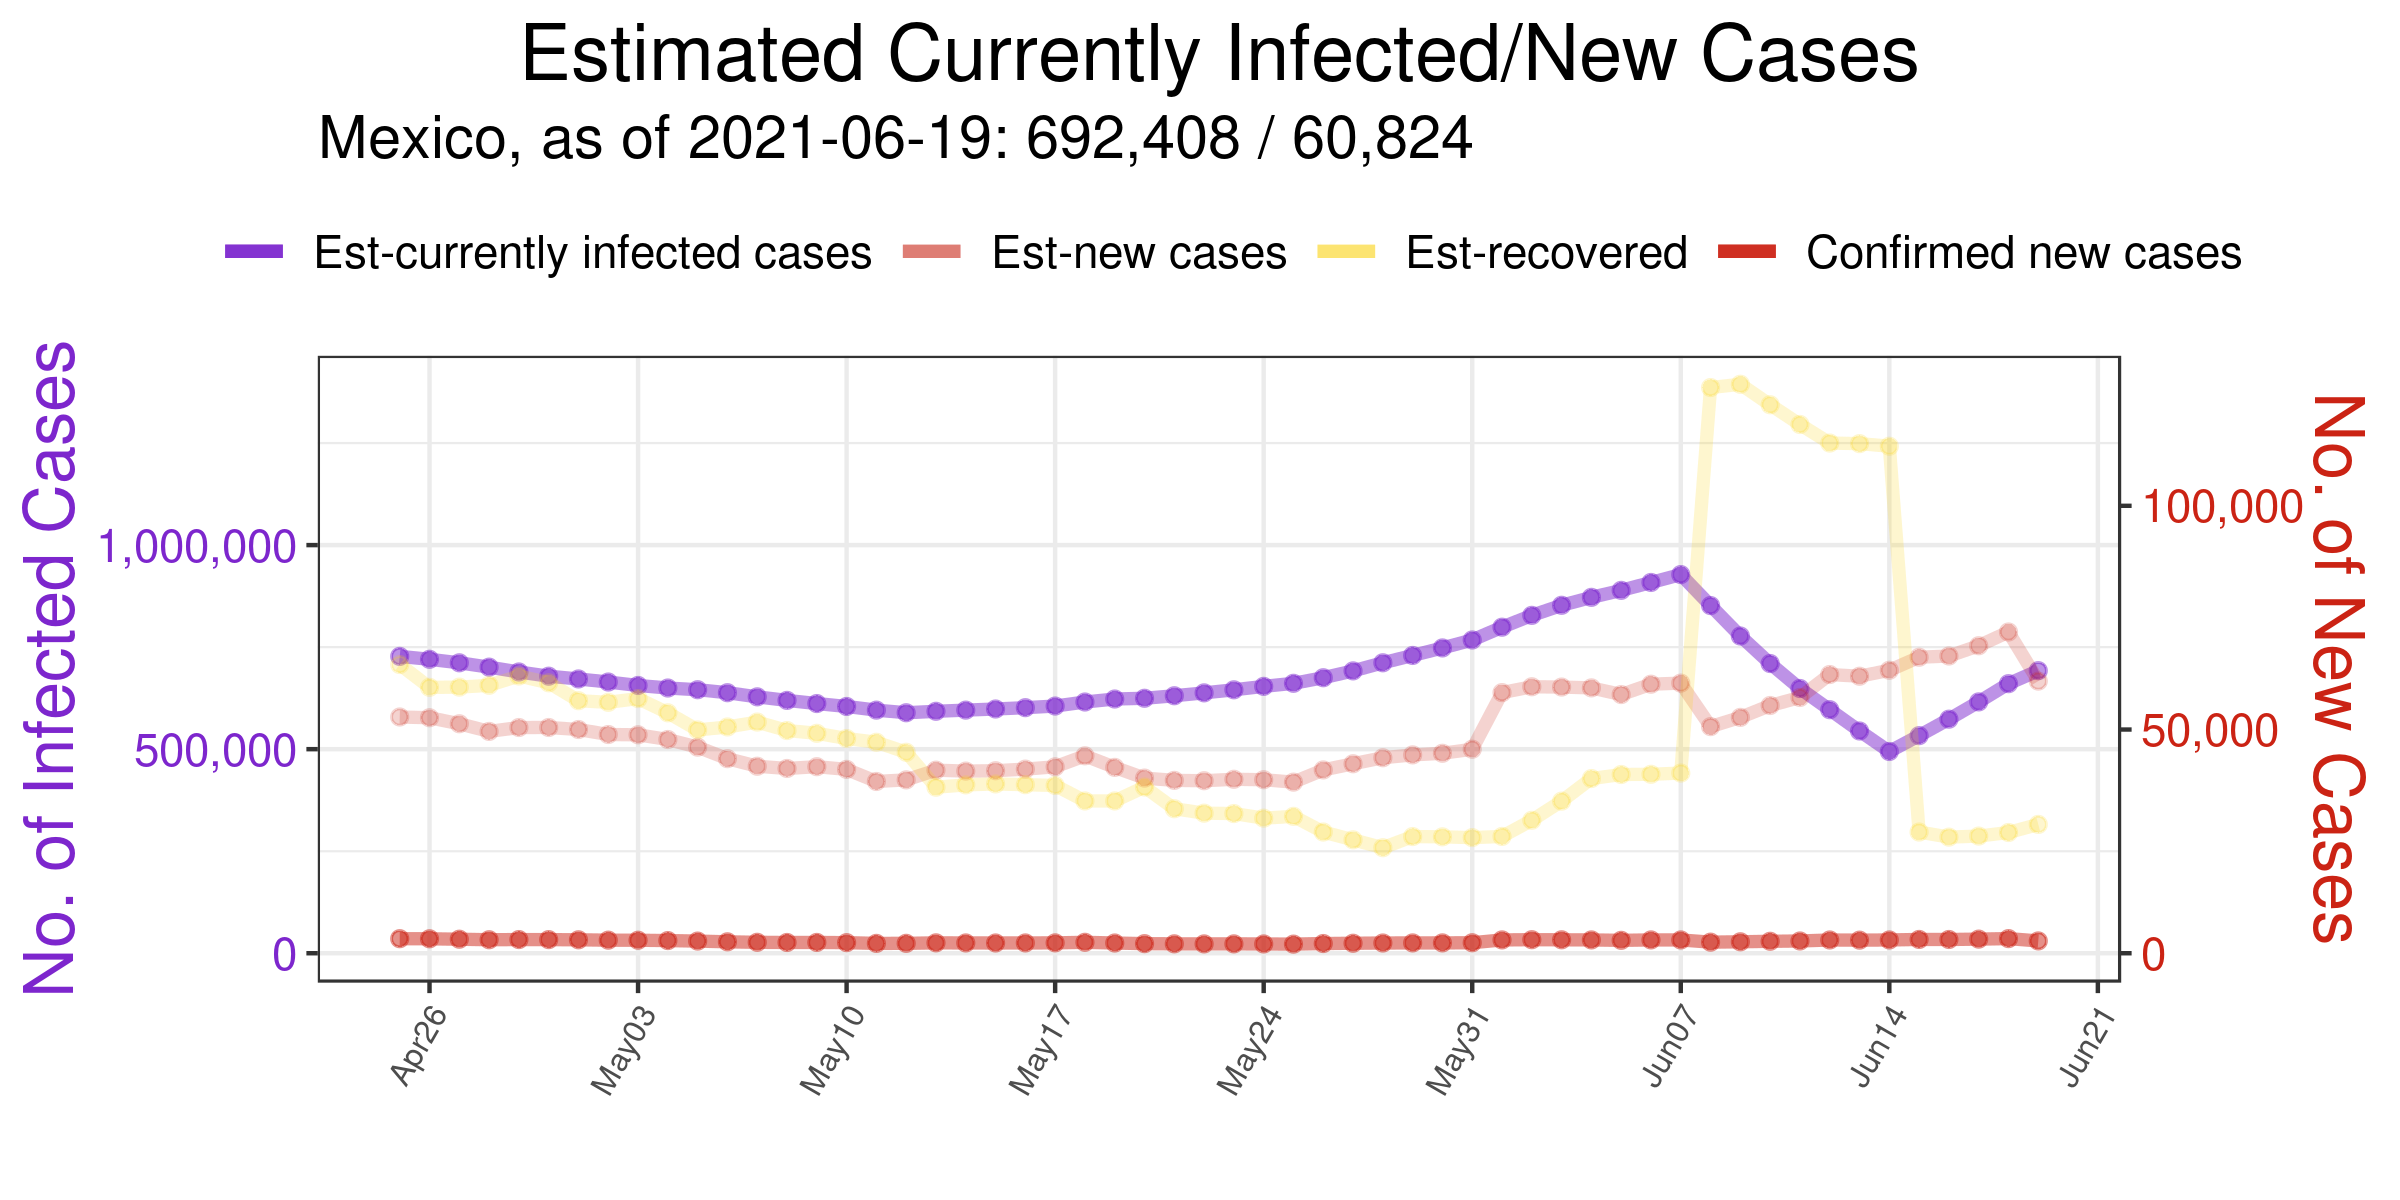 Estimated Currently Infected/New Cases
Mexico, as of 2021-06-19: 692,408 / 60,824
Est-currently infected cases Est-new cases Est-recovered Confirmed new cases
No. of Infected Cases
1,000,000
500,000
0
100,000
50,000
0
No. of New Cases
Apr26 May03 May10 May17 May24 May31 Jun07 Jun14 Jun21